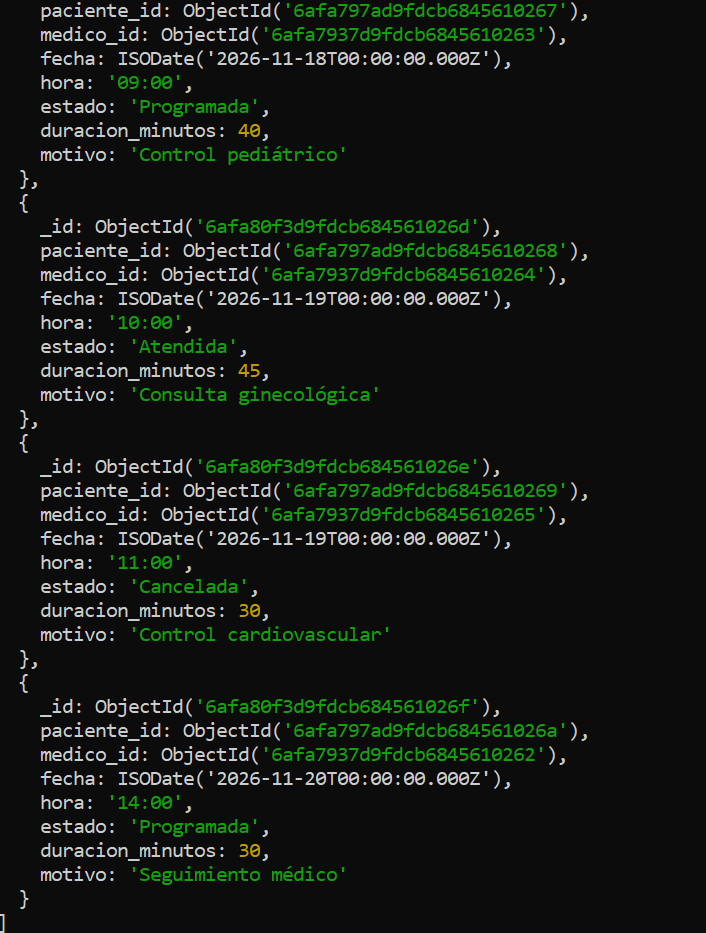 paciente_id: ObjectId('6afa797ad9fdcb6845610267'),
medico_id: ObjectId('6afa7937d9fdcb6845610263'),
fecha: ISODate('2026-11-18T00:00:00.000Z'),
hora: '09:00',
estado: 'Programada',
duracion_minutos: 40,
motivo: 'Control pediátrico'
},
{
_id: ObjectId('6afa80f3d9fdcb684561026d'),
paciente_id: ObjectId('6afa797ad9fdcb6845610268'),
medico_id: ObjectId('6afa7937d9fdcb6845610264'),
fecha: ISODate('2026-11-19T00:00:00.000Z'),
hora: '10:00',
estado: 'Atendida',
duracion_minutos: 45,
motivo: 'Consulta ginecológica'
},
{
_id: ObjectId('6afa80f3d9fdcb684561026e'),
paciente_id: ObjectId('6afa797ad9fdcb6845610269'),
medico_id: ObjectId('6afa7937d9fdcb6845610265'),
fecha: ISODate('2026-11-19T00:00:00.000Z'),
hora: '11:00',
estado: 'Cancelada',
duracion_minutos: 30,
motivo: 'Control cardiovascular'
},
{
_id: ObjectId('6afa80f3d9fdcb684561026f'),
paciente_id: ObjectId('6afa797ad9fdcb684561026a'),
medico_id: ObjectId('6afa7937d9fdcb6845610262'),
fecha: ISODate('2026-11-20T00:00:00.000Z'),
hora: '14:00',
estado: 'Programada',
duracion_minutos: 30,
motivo: 'Seguimiento médico'
}
]